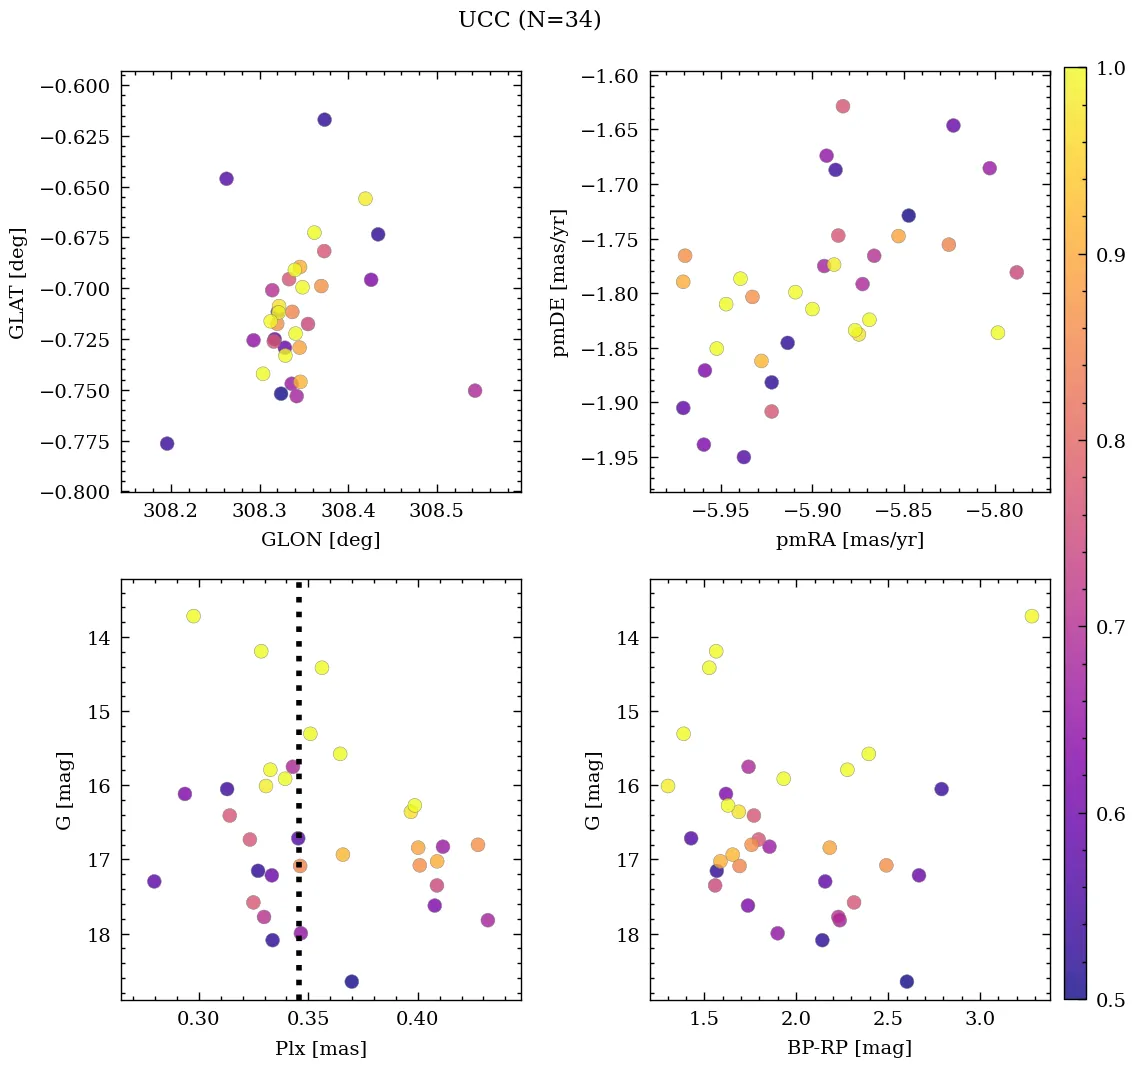 UCC (N=34)
−0.600
−0.625
−0.650
−0.675
−0.700
−0.725
−0.750
−0.775
−0.800
GLAT [deg]
308.2 308.3 308.4 308.5
GLON [deg]
−1.60
−1.65
−1.70
−1.75
−1.80
−1.85
−1.90
−1.95
pmDE [mas/yr]
−5.95 −5.90 −5.85 −5.80
pmRA [mas/yr]
14
15
16
17
18
G [mag]
0.30 0.35 0.40
Plx [mas]
14
15
16
17
18
G [mag]
1.5 2.0 2.5 3.0
BP-RP [mag]
1.0
0.9
0.8
0.7
0.6
0.5